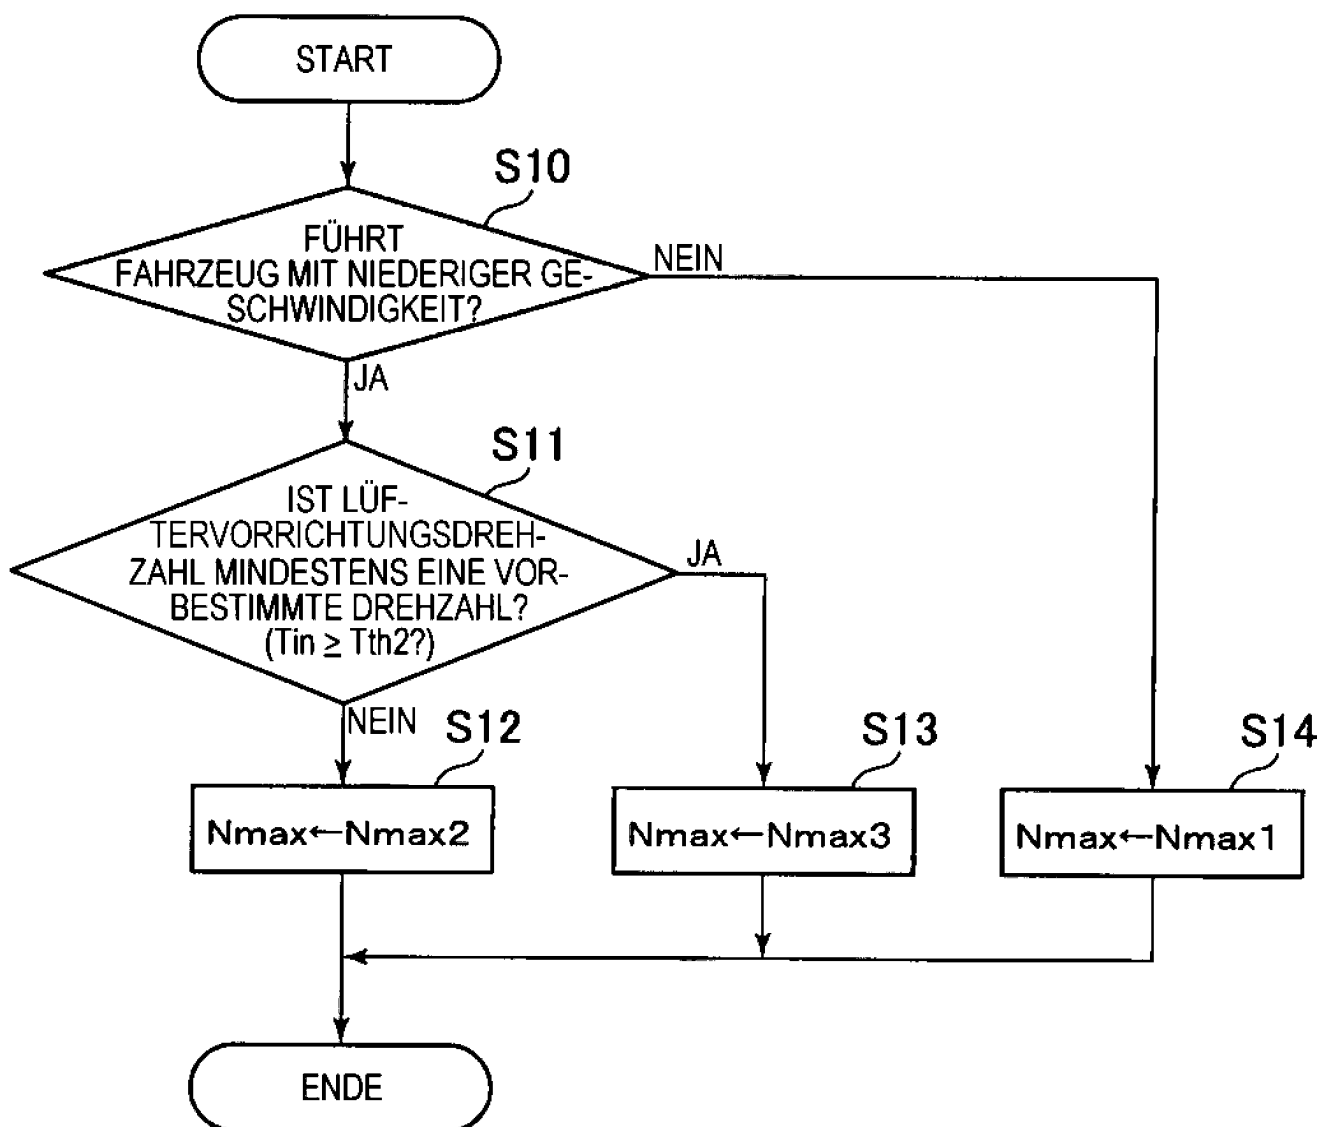 START
S10
FÜHRT
FAHRZEUG MIT NIEDERIGER GE-
SCHWINDIGKEIT?
NEIN
JA
S11
IST LÜF-
TERVORRICHTUNGSDREH-
ZAHL MINDESTENS EINE VOR-
BESTIMMTE DREHZAHL?
(Tin ≥ Tth2?)
JA
NEIN
S12
Nmax←Nmax2
S13
Nmax←Nmax3
S14
Nmax←Nmax1
ENDE